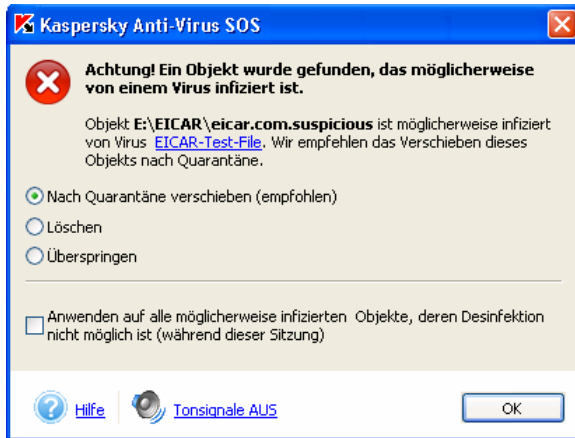 Kaspersky Anti-Virus SOS
Achtung! Ein Objekt wurde gefunden, das möglicherweise
von einem Virus infiziert ist.
Objekt E:\EICAR\eicar.com.suspicious ist möglicherweise infiziert
von Virus EICAR-Test-File. Wir empfehlen das Verschieben dieses
Objekts nach Quarantäne.
Nach Quarantäne verschieben (empfohlen)
Löschen
Überspringen
Anwenden auf alle möglicherweise infizierten Objekte, deren Desinfektion
nicht möglich ist (während dieser Sitzung)
Hilfe
Tonsignale AUS
OK